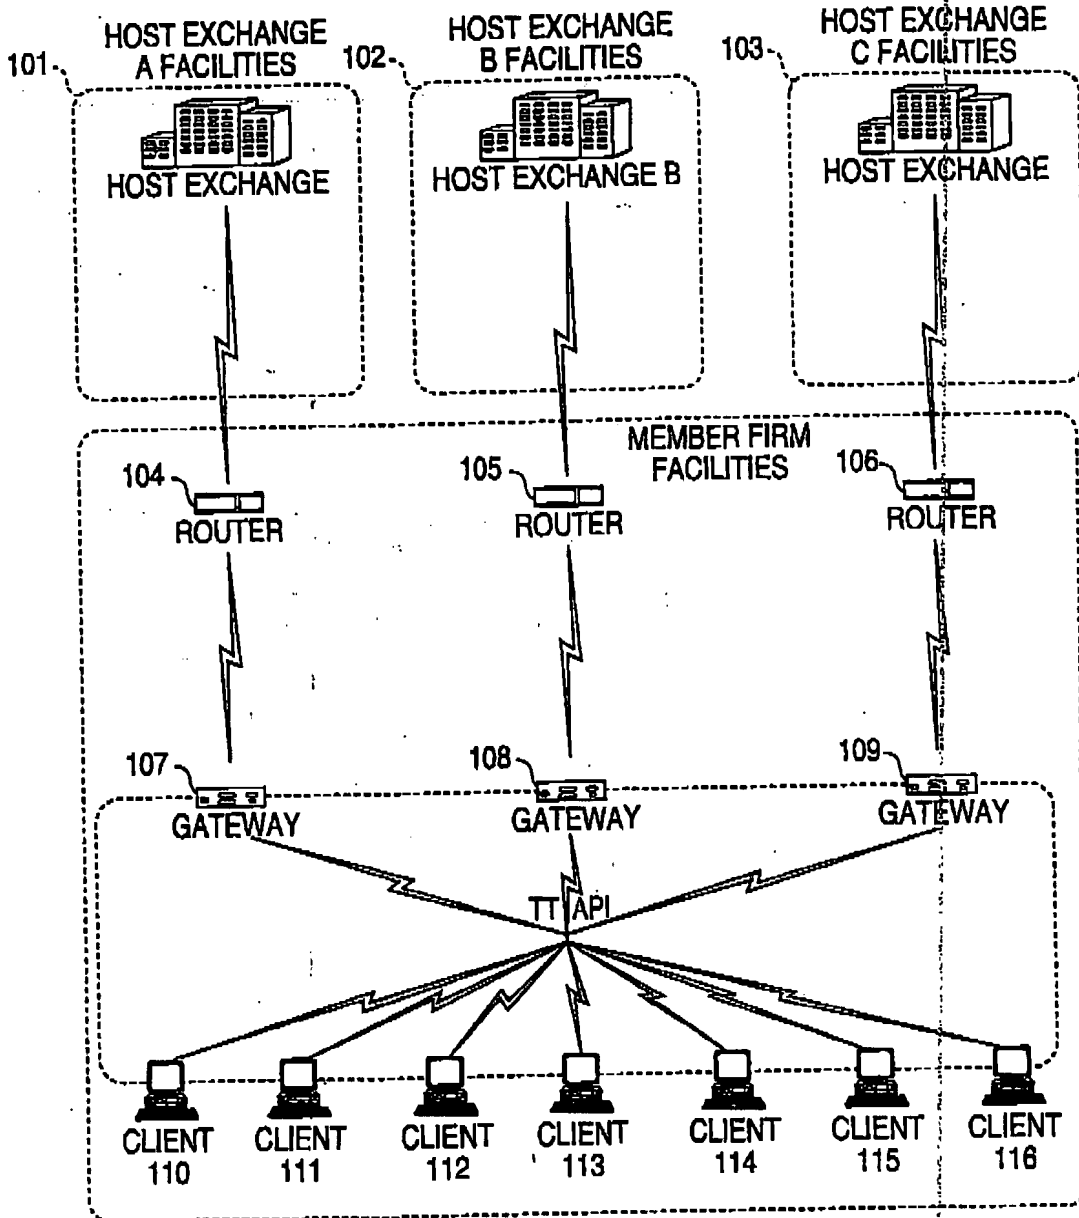 HOST EXCHANGE
A FACILITIES
HOST EXCHANGE
B FACILITIES
HOST EXCHANGE
C FACILITIES
101
102
103
HOST EXCHANGE
HOST EXCHANGE B
HOST EXCHANGE
MEMBER FIRM
FACILITIES
104
105
106
ROUTER
ROUTER
ROUTER
107
108
109
GATEWAY
GATEWAY
GATEWAY
TT API
CLIENT
110
CLIENT
111
CLIENT
112
CLIENT
113
CLIENT
114
CLIENT
115
CLIENT
116